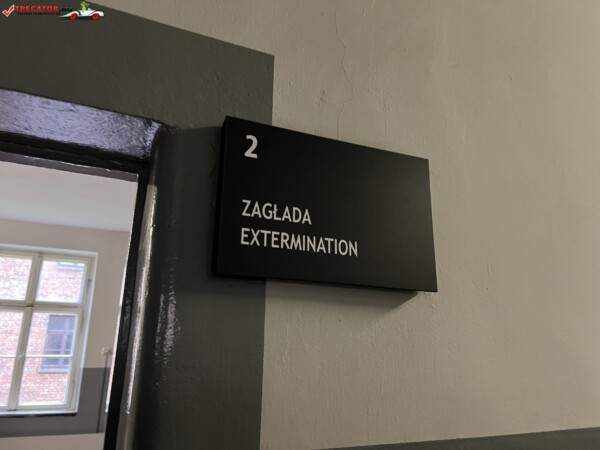 2
ZAGŁADA
EXTERMINATION